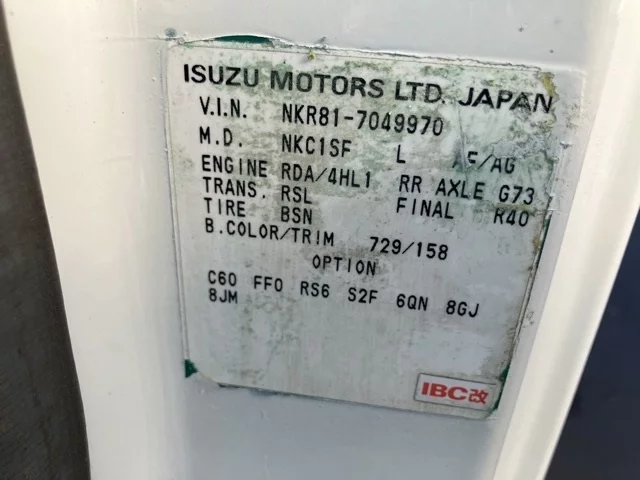 ISUZU MOTORS LTD. JAPAN
V.I.N. NKR81-7049970
M.D. NKC1SF L /AG
ENGINE RDA/4HL1 RR AXLE G73
TRANS. RSL FINAL R40
TIRE BSN
B.COLOR/TRIM 729/158
OPTION
C60 FF0 RS6 S2F 6QN 8GJ
8JM
IBC改